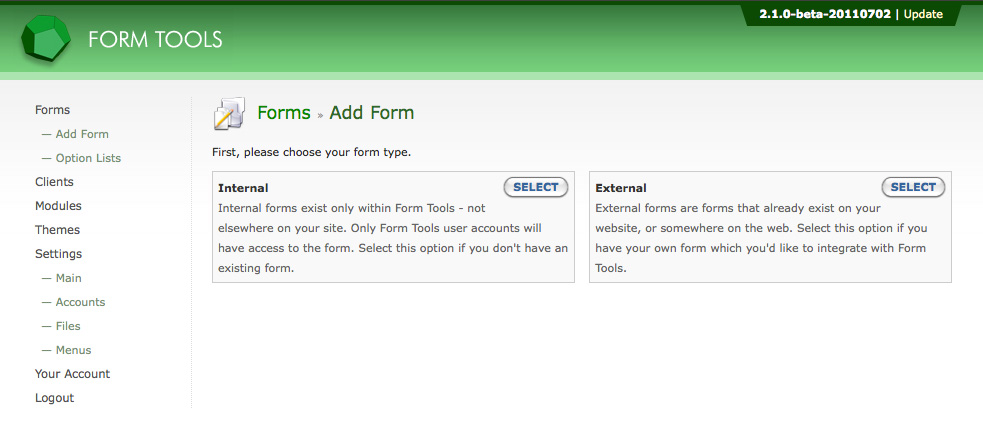 2.1.0-beta-20110702 | Update
FORM TOOLS
Forms
— Add Form
— Option Lists
Clients
Modules
Themes
Settings
— Main
— Accounts
— Files
— Menus
Your Account
Logout
Forms » Add Form
First, please choose your form type.
Internal
SELECT
Internal forms exist only within Form Tools - not
elsewhere on your site. Only Form Tools user accounts will
have access to the form. Select this option if you don't have an
existing form.
External
SELECT
External forms are forms that already exist on your
website, or somewhere on the web. Select this option if you
have your own form which you'd like to integrate with Form
Tools.